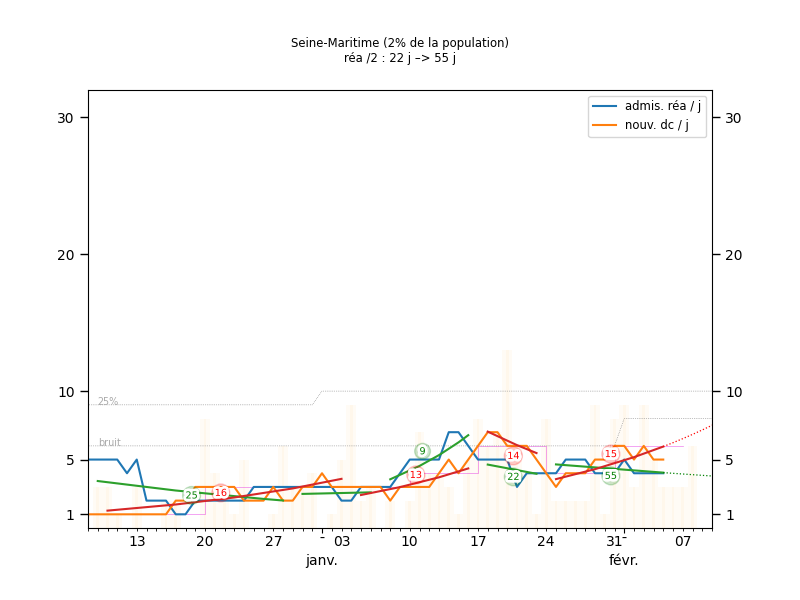 Seine-Maritime (2% de la population)
réa /2 : 22 j –> 55 j
admis. réa / j
nouv. dc / j
30 30
20 20
10 10
25%
bruit
5 5
1 1
9
13
14
22
15
55
25
16
13 20 27 - 03 10 17 24 31 - 07
janv. févr.